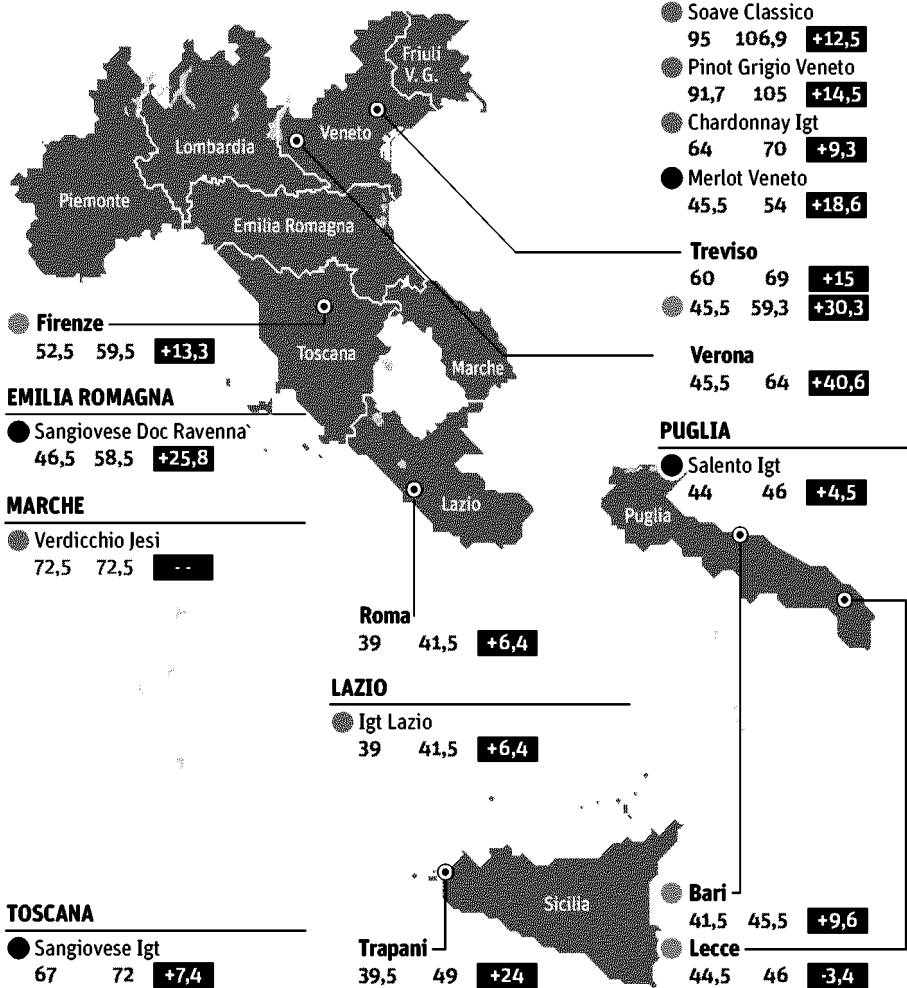 Soave Classico
95 106,9 +12,5
Pinot Grigio Veneto
91,7 105 +14,5
Chardonnay Igt
64 70 +9,3
Merlot Veneto
45,5 54 +18,6
Friuli
V. G.
Veneto
Lombardia
Piemonte
Emilia Romagna
Treviso
60 69 +15
45,5 59,3 +30,3
Firenze
52,5 59,5 +13,3
Toscana
Marche
Verona
45,5 64 +40,6
EMILIA ROMAGNA
Sangiovese Doc Ravenna`
46,5 58,5 +25,8
PUGLIA
Salento Igt
44 46 +4,5
MARCHE
Verdicchio Jesi
72,5 72,5 - -
Lazio
Puglia
Roma
39 41,5 +6,4
LAZIO
Igt Lazio
39 41,5 +6,4
Sicilia
TOSCANA
Sangiovese Igt
67 72 +7,4
Trapani
39,5 49 +24
Bari
41,5 45,5 +9,6
Lecce
44,5 46 -3,4